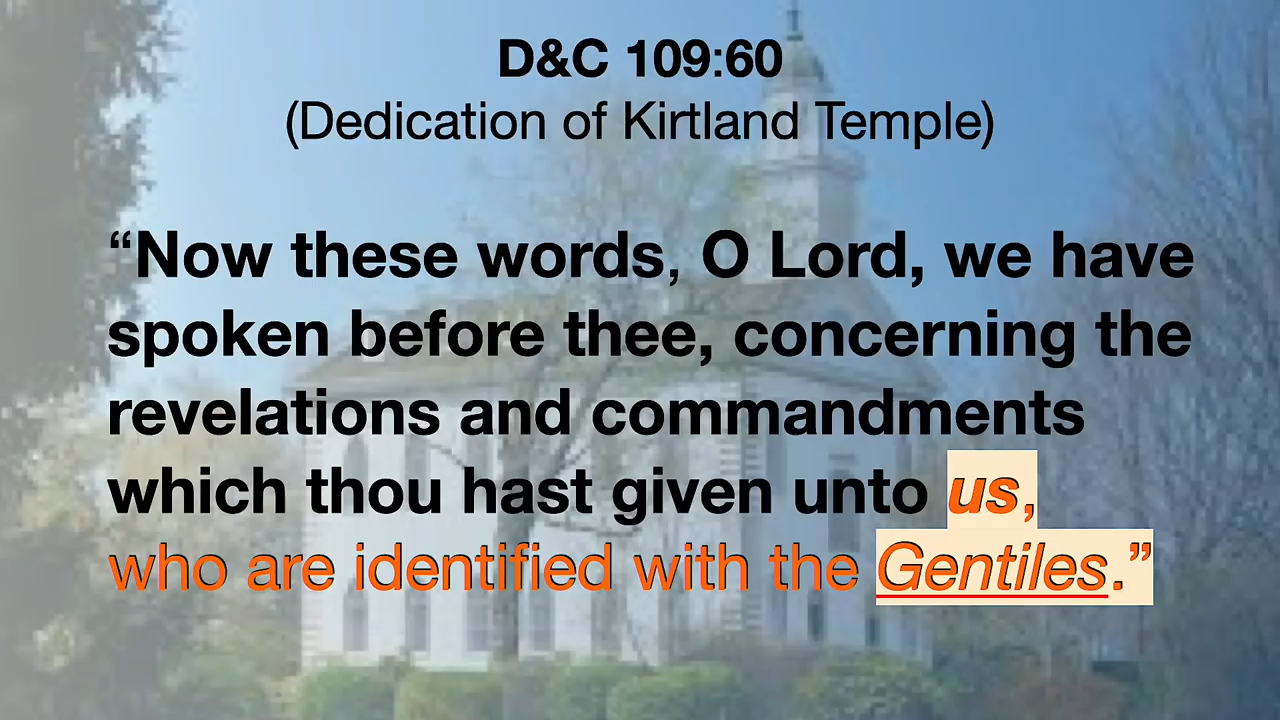 D&C 109:60
(Dedication of Kirtland Temple)
“Now these words, O Lord, we have
spoken before thee, concerning the
revelations and commandments
which thou hast given unto us,
who are identified with the Gentiles.”